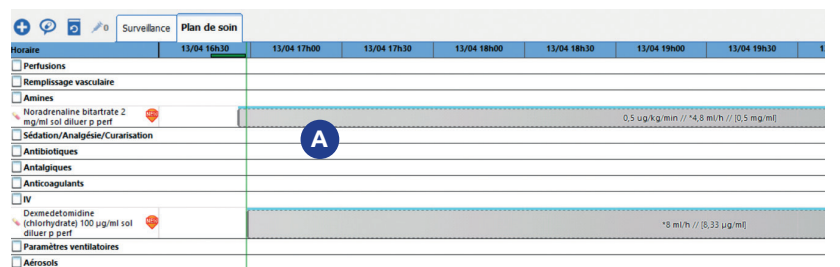 0
Surveillance
Plan de soin
Horaire 13/04 16h30 13/04 17h00 13/04 17h30 13/04 18h00 13/04 18h30 13/04 19h00 13/04 19h30 1
Perfusions
Remplissage vasculaire
Amines
Noradrenaline bitartrate 2
mg/ml sol diluer p perf
0,5 ug/kg/min // *4,8 ml/h // [0,5 mg/ml]
A
Sédation/Analgésie/Curarisation
Antibiotiques
Antalgiques
Anticoagulants
IV
Dexmedetomidine
(chlorhydrate) 100 µg/ml sol
diluer p perf
*8 ml/h // [8,33 µg/ml]
Paramètres ventilatoires
Aérosols